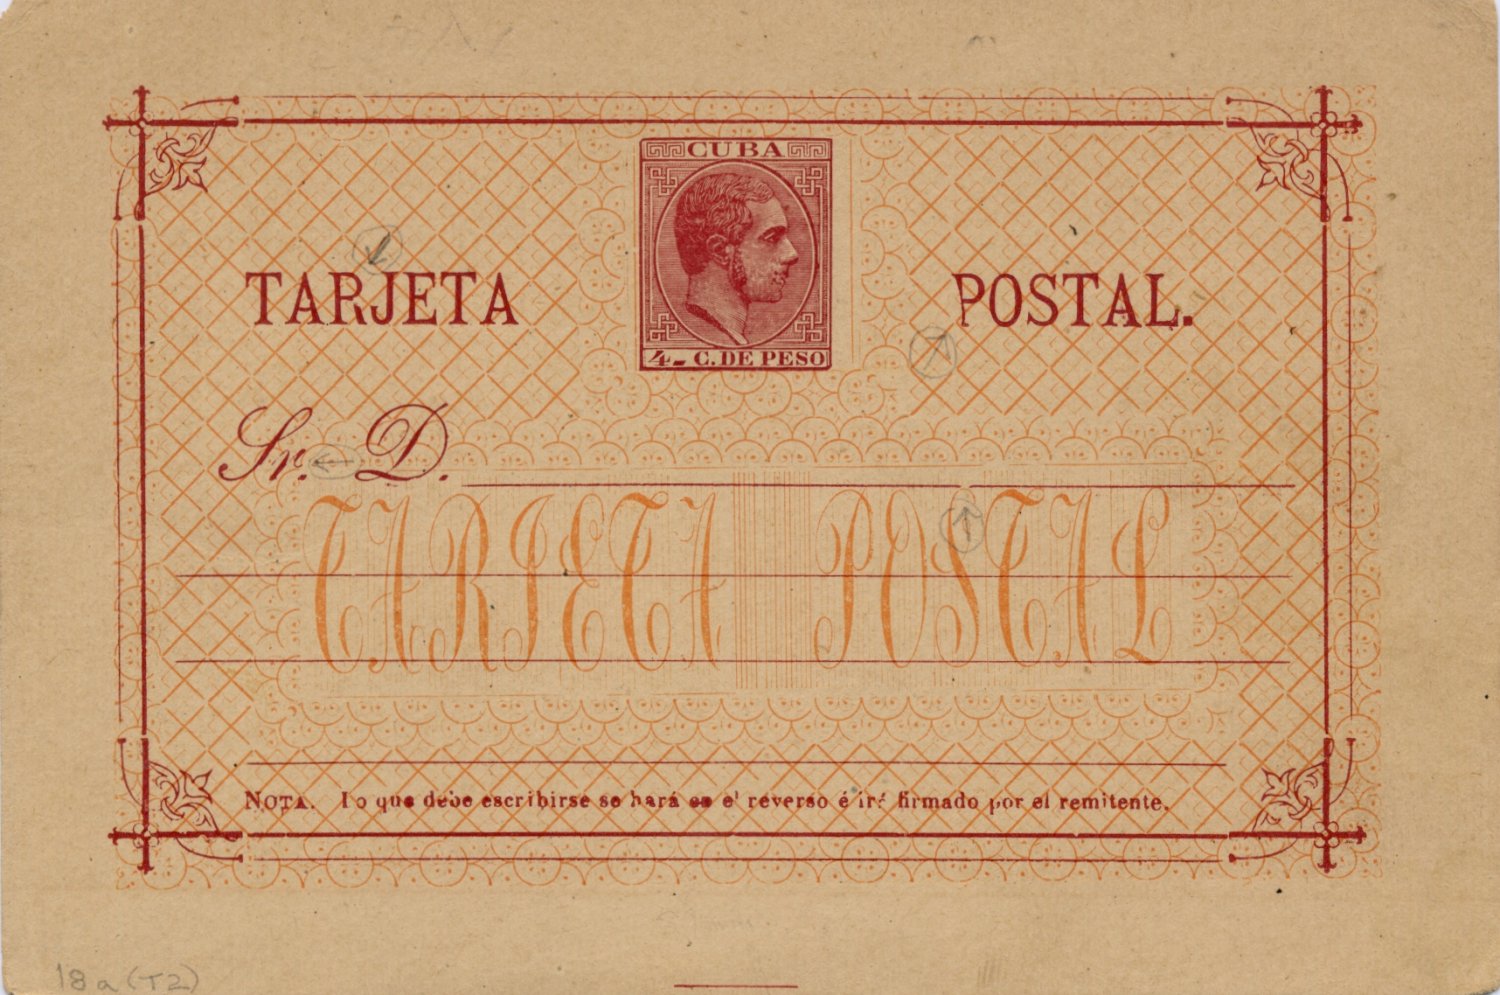 CUBA
TARJETA POSTAL.
4 - C. DE PESO
Sr. D.
TARJETA POSTAL
NOTA. Lo que debe escribirse se hará en el reverso é irá firmado por el remitente.
18a (T2)